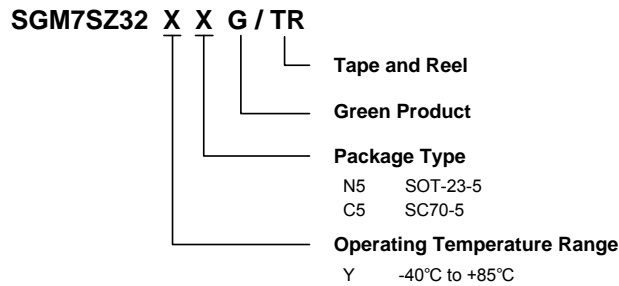 SGM7SZ32 X X G / TR
Tape and Reel
Green Product
Package Type
N5 SOT-23-5
C5 SC70-5
Operating Temperature Range
Y -40℃ to +85℃